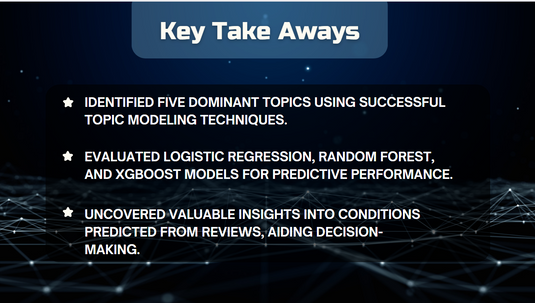 Key Take Aways
IDENTIFIED FIVE DOMINANT TOPICS USING SUCCESSFUL
TOPIC MODELING TECHNIQUES.
EVALUATED LOGISTIC REGRESSION, RANDOM FOREST,
AND XGBOOST MODELS FOR PREDICTIVE PERFORMANCE.
UNCOVERED VALUABLE INSIGHTS INTO CONDITIONS
PREDICTED FROM REVIEWS, AIDING DECISION-
MAKING.